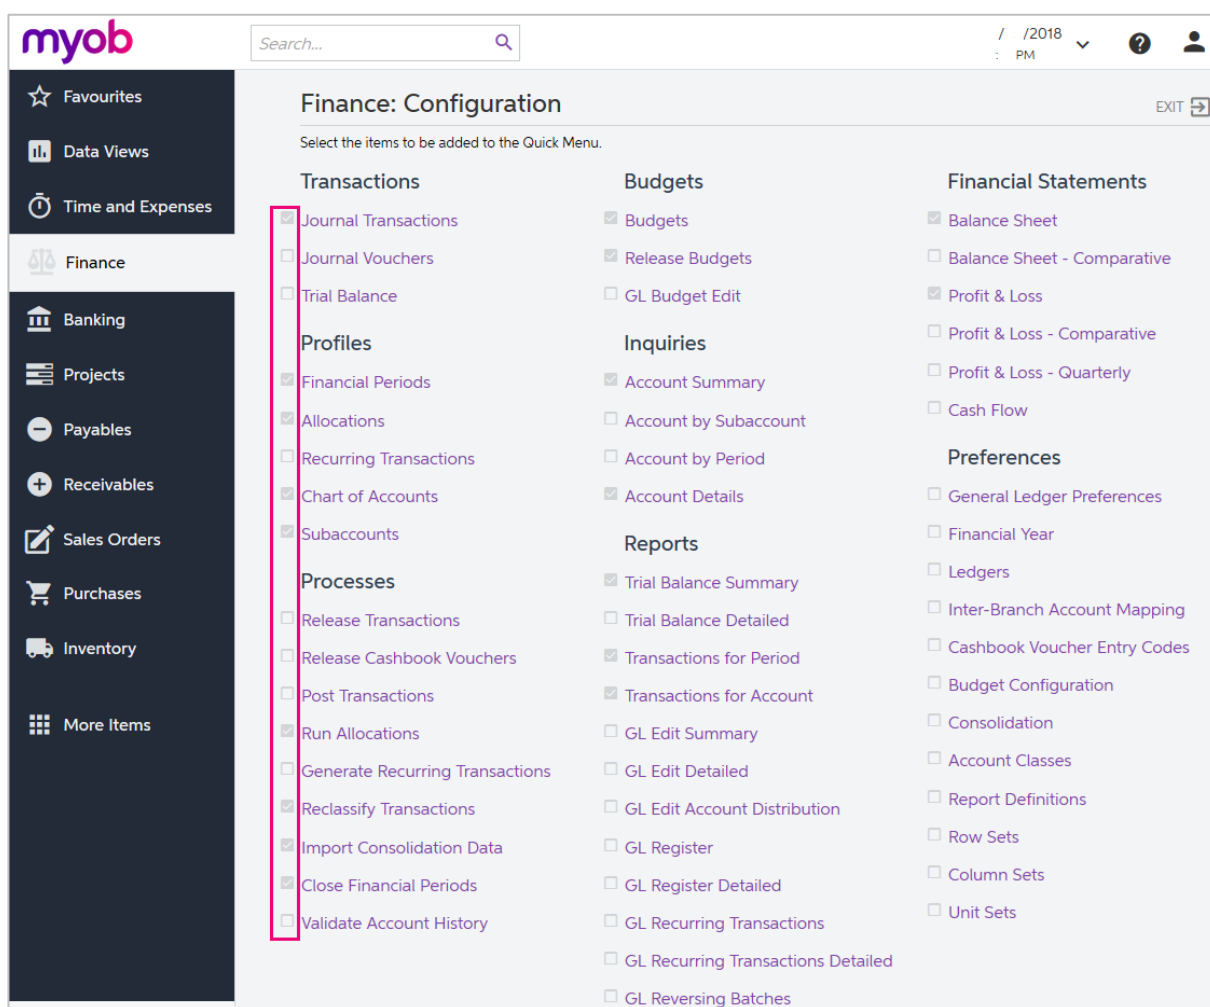 myob
Search...
/ /2018
: PM
Favourites
Data Views
Time and Expenses
Finance
Banking
Projects
Payables
Receivables
Sales Orders
Purchases
Inventory
More Items
Finance: Configuration
EXIT
Select the items to be added to the Quick Menu.
Transactions
Journal Transactions
Journal Vouchers
Trial Balance
Profiles
Financial Periods
Allocations
Recurring Transactions
Chart of Accounts
Subaccounts
Processes
Release Transactions
Release Cashbook Vouchers
Post Transactions
Run Allocations
Generate Recurring Transactions
Reclassify Transactions
Import Consolidation Data
Close Financial Periods
Validate Account History
Budgets
Budgets
Release Budgets
GL Budget Edit
Inquiries
Account Summary
Account by Subaccount
Account by Period
Account Details
Reports
Trial Balance Summary
Trial Balance Detailed
Transactions for Period
Transactions for Account
GL Edit Summary
GL Edit Detailed
GL Edit Account Distribution
GL Register
GL Register Detailed
GL Recurring Transactions
GL Recurring Transactions Detailed
GL Reversing Batches
Financial Statements
Balance Sheet
Balance Sheet - Comparative
Profit & Loss
Profit & Loss - Comparative
Profit & Loss - Quarterly
Cash Flow
Preferences
General Ledger Preferences
Financial Year
Ledgers
Inter-Branch Account Mapping
Cashbook Voucher Entry Codes
Budget Configuration
Consolidation
Account Classes
Report Definitions
Row Sets
Column Sets
Unit Sets